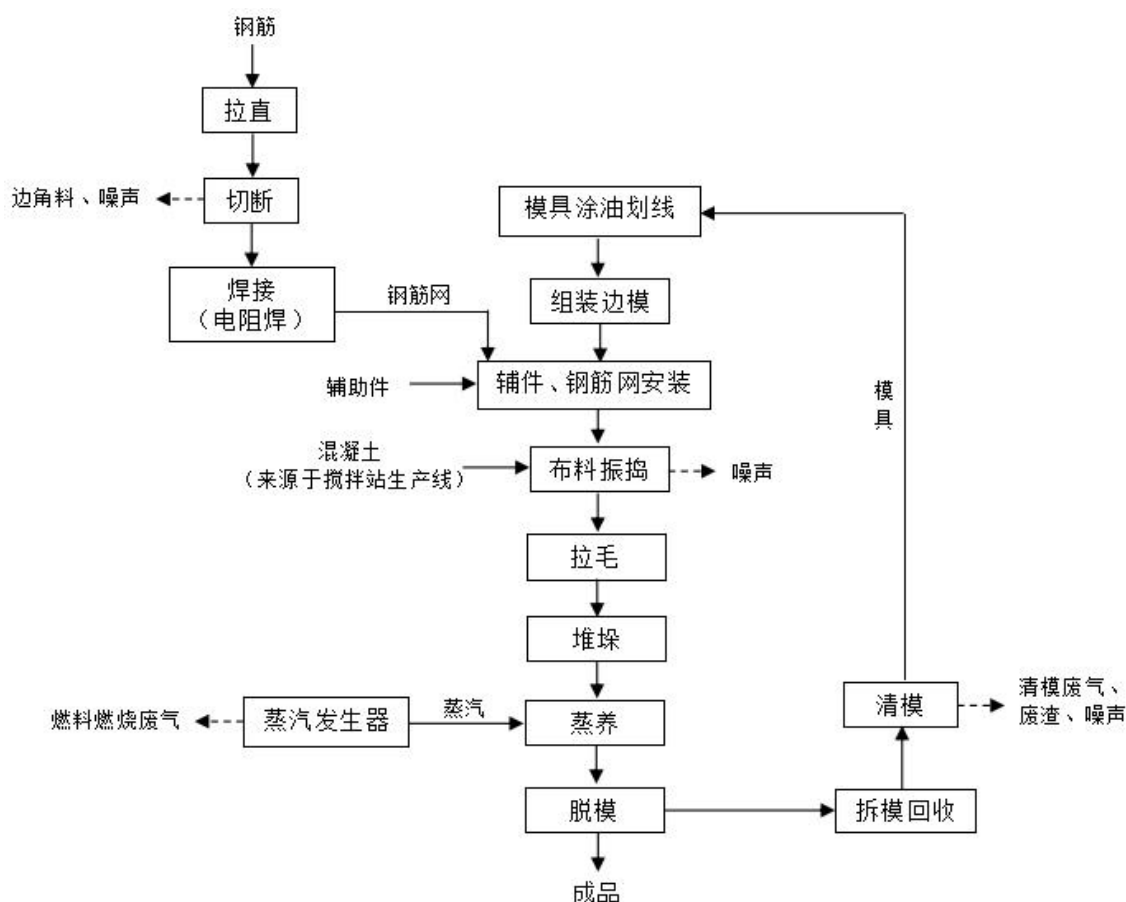 钢筋
拉直
边角料、噪声
切断
模具涂油划线
焊接
（电阻焊）
钢筋网
组装边模
辅助件
辅件、钢筋网安装
模
具
混凝土
（来源于搅拌站生产线）
布料振捣
噪声
拉毛
堆垛
燃料燃烧废气
蒸汽发生器
蒸汽
蒸养
清模
清模废气、
废渣、噪声
脱模
拆模回收
成品